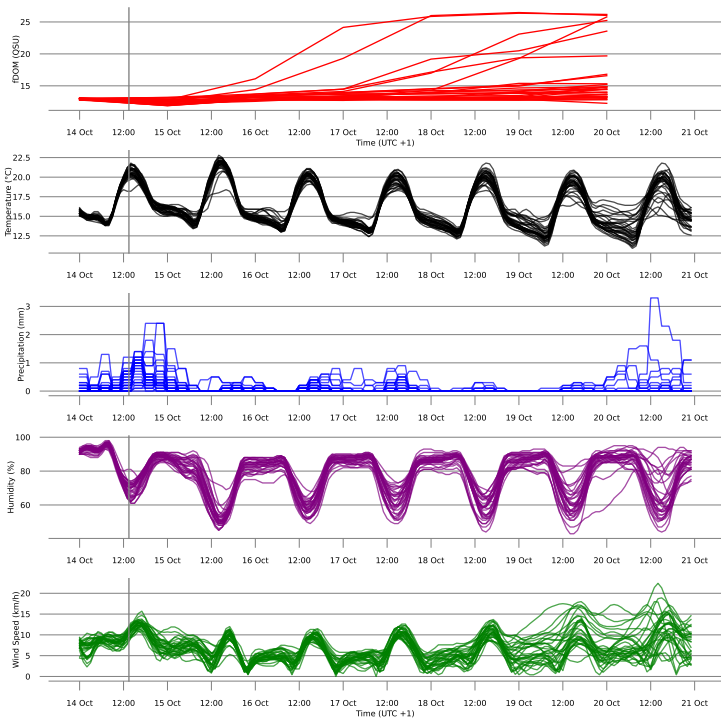 fDOM (QSU)
25
20
15
14 Oct 12:00 15 Oct 12:00 16 Oct 12:00 17 Oct 12:00 18 Oct 12:00 19 Oct 12:00 20 Oct 12:00 21 Oct
Time (UTC +1)
Temperature (°C)
22.5
20.0
17.5
15.0
12.5
14 Oct 12:00 15 Oct 12:00 16 Oct 12:00 17 Oct 12:00 18 Oct 12:00 19 Oct 12:00 20 Oct 12:00 21 Oct
Precipitation (mm)
3
2
1
0
14 Oct 12:00 15 Oct 12:00 16 Oct 12:00 17 Oct 12:00 18 Oct 12:00 19 Oct 12:00 20 Oct 12:00 21 Oct
Humidity (%)
100
80
60
14 Oct 12:00 15 Oct 12:00 16 Oct 12:00 17 Oct 12:00 18 Oct 12:00 19 Oct 12:00 20 Oct 12:00 21 Oct
Wind Speed (km/h)
20
15
10
5
0
14 Oct 12:00 15 Oct 12:00 16 Oct 12:00 17 Oct 12:00 18 Oct 12:00 19 Oct 12:00 20 Oct 12:00 21 Oct
Time (UTC +1)